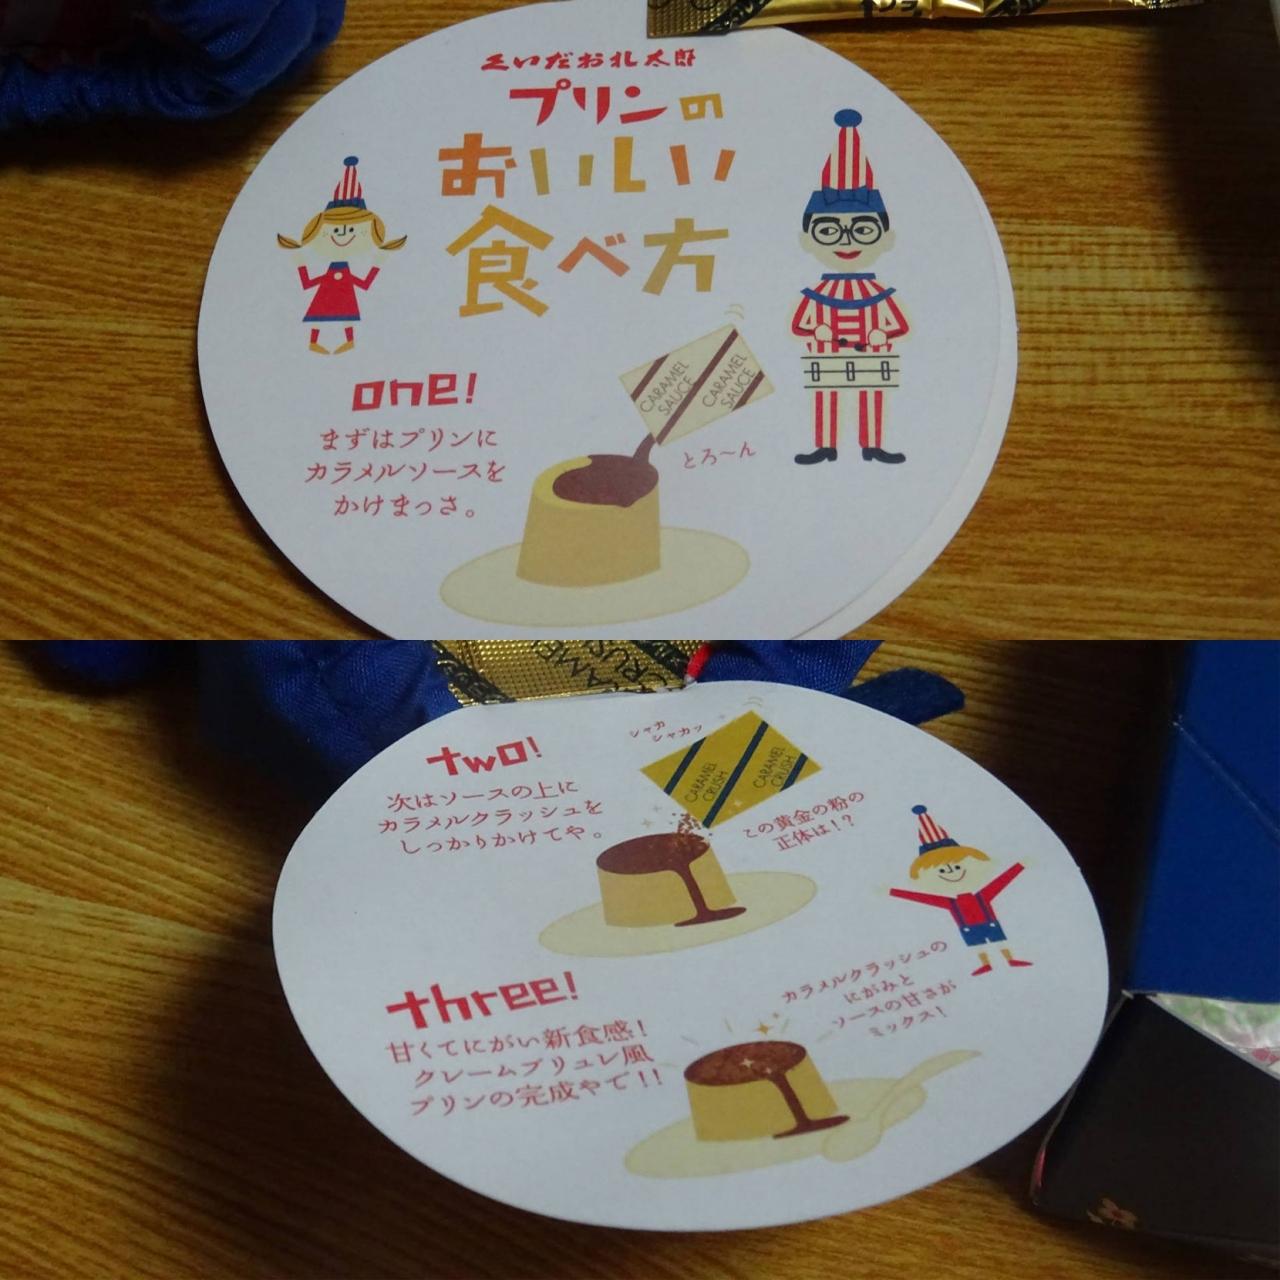 くいだおれ太郎
プリンの
おいしい
食べ方
one!
まずはプリンに
カラメルソースを
かけまっさ。
CARAMEL
SAUCE
CARAMEL
SAUCE
とろ〜ん
two!
次はソースの上に
カラメルクラッシュを
しっかりかけてや。
シャカ
シャカッ
CARAMEL
CRUSH
CARAMEL
CRUSH
この黄金の粉の
正体は!?
three!
甘くてにがい新食感!
クレームブリュレ風
プリンの完成やで!!
カラメルクラッシュの
にがみと
ソースの甘さが
ミックス!